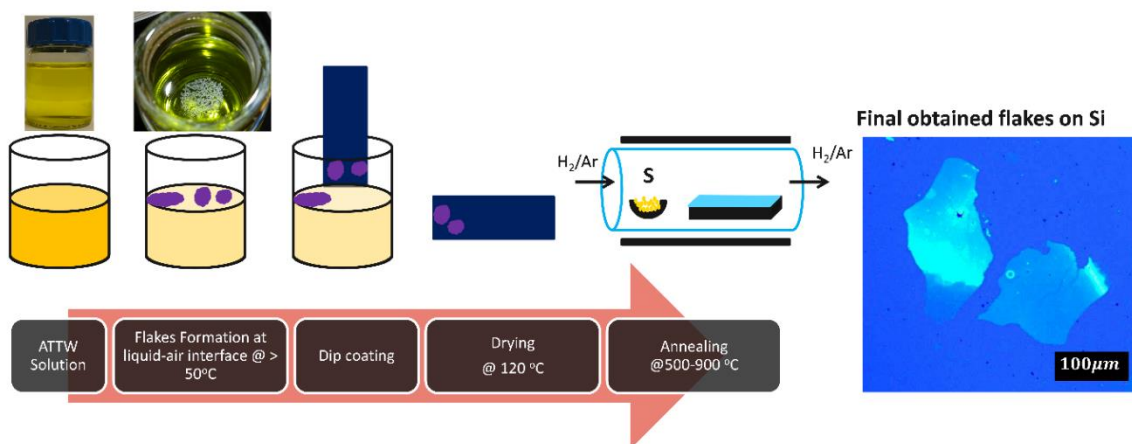 Final obtained flakes on Si
H₂/Ar
S
H₂/Ar
100μm
ATTW
Solution
Flakes Formation at
liquid-air interface @ >
50°C
Dip coating
Drying
@ 120 °C
Annealing
@500-900 °C